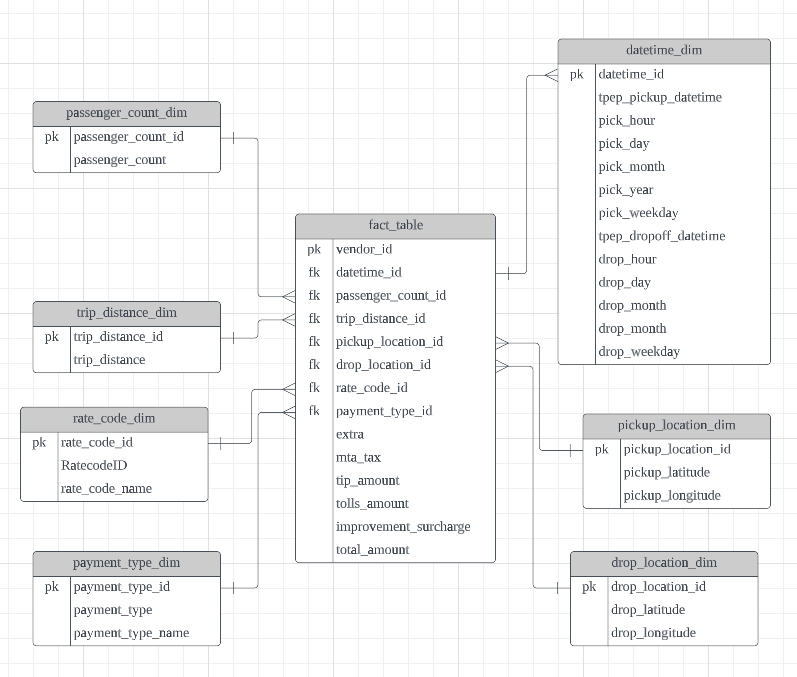 datetime_dim
pk datetime_id
tpep_pickup_datetime
pick_hour
pick_day
pick_month
pick_year
pick_weekday
tpep_dropoff_datetime
drop_hour
drop_day
drop_month
drop_month
drop_weekday
passenger_count_dim
pk passenger_count_id
passenger_count
fact_table
pk vendor_id
fk datetime_id
fk passenger_count_id
fk trip_distance_id
fk pickup_location_id
fk drop_location_id
fk rate_code_id
fk payment_type_id
extra
mta_tax
tip_amount
tolls_amount
improvement_surcharge
total_amount
trip_distance_dim
pk trip_distance_id
trip_distance
rate_code_dim
pk rate_code_id
RatecodeID
rate_code_name
pickup_location_dim
pk pickup_location_id
pickup_latitude
pickup_longitude
payment_type_dim
pk payment_type_id
payment_type
payment_type_name
drop_location_dim
pk drop_location_id
drop_latitude
drop_longitude